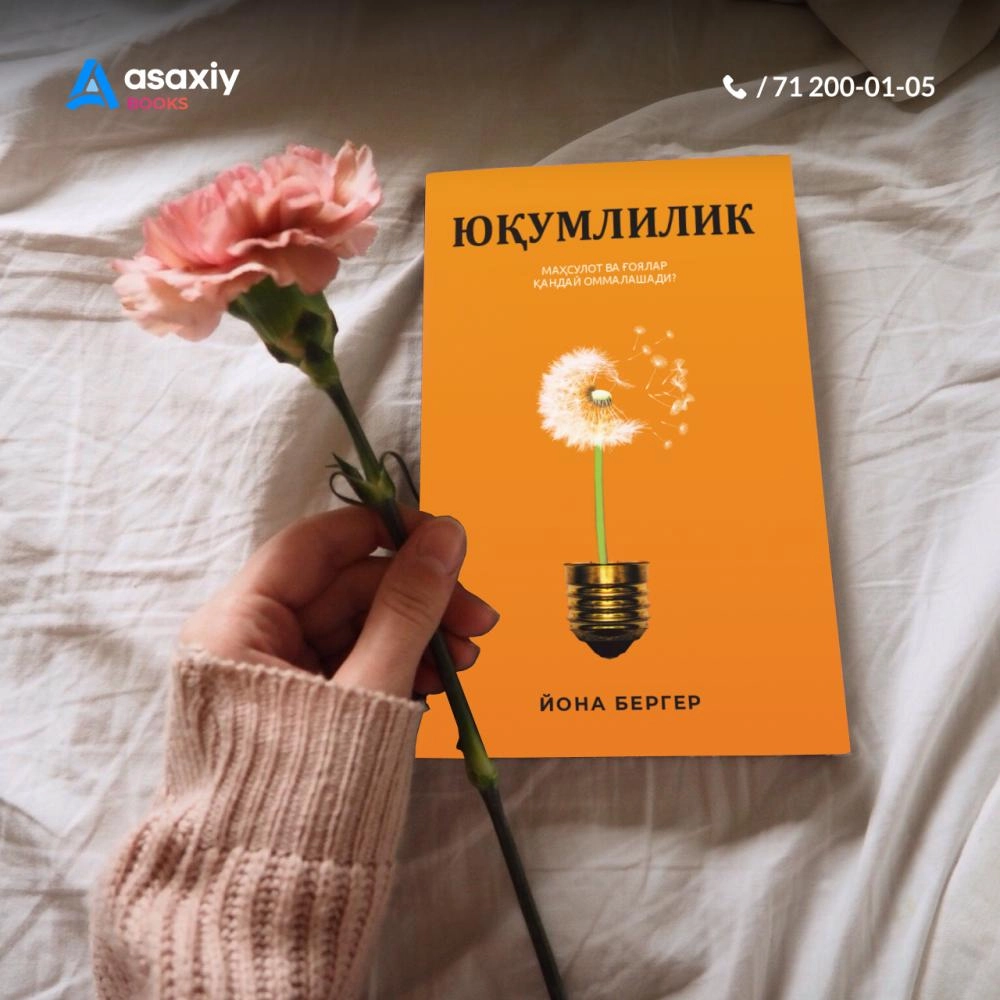 asaxiy
BOOKS
/ 71 200-01-05
ЮҚУМЛИЛИК
МАҲСУЛОТ ВА ҒОЯЛАР
ҚАНДАЙ ОММАЛАШАДИ?
ЙОНА БЕРГЕР